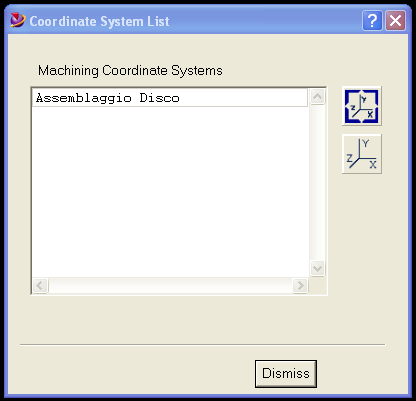 Coordinate System List
Machining Coordinate Systems
Assemblaggio Disco
Z Y X
Z Y X
Dismiss